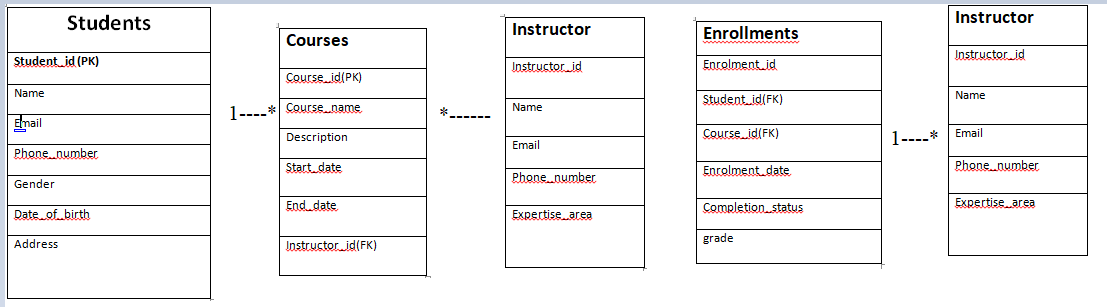 Students
Student_id (PK)
Name
Email
Phone_number
Gender
Date_of_birth
Address
1----*
Courses
Course_id(PK)
Course_name
Description
Start_date
End_date
Instructor_id(FK)
*------
Instructor
Instructor_id
Name
Email
Phone_number
Expertise_area
Enrollments
Enrolment_id
Student_id(FK)
Course_id(FK)
Enrolment_date
Completion_status
grade
1----*
Instructor
Instructor_id
Name
Email
Phone_number
Expertise_area